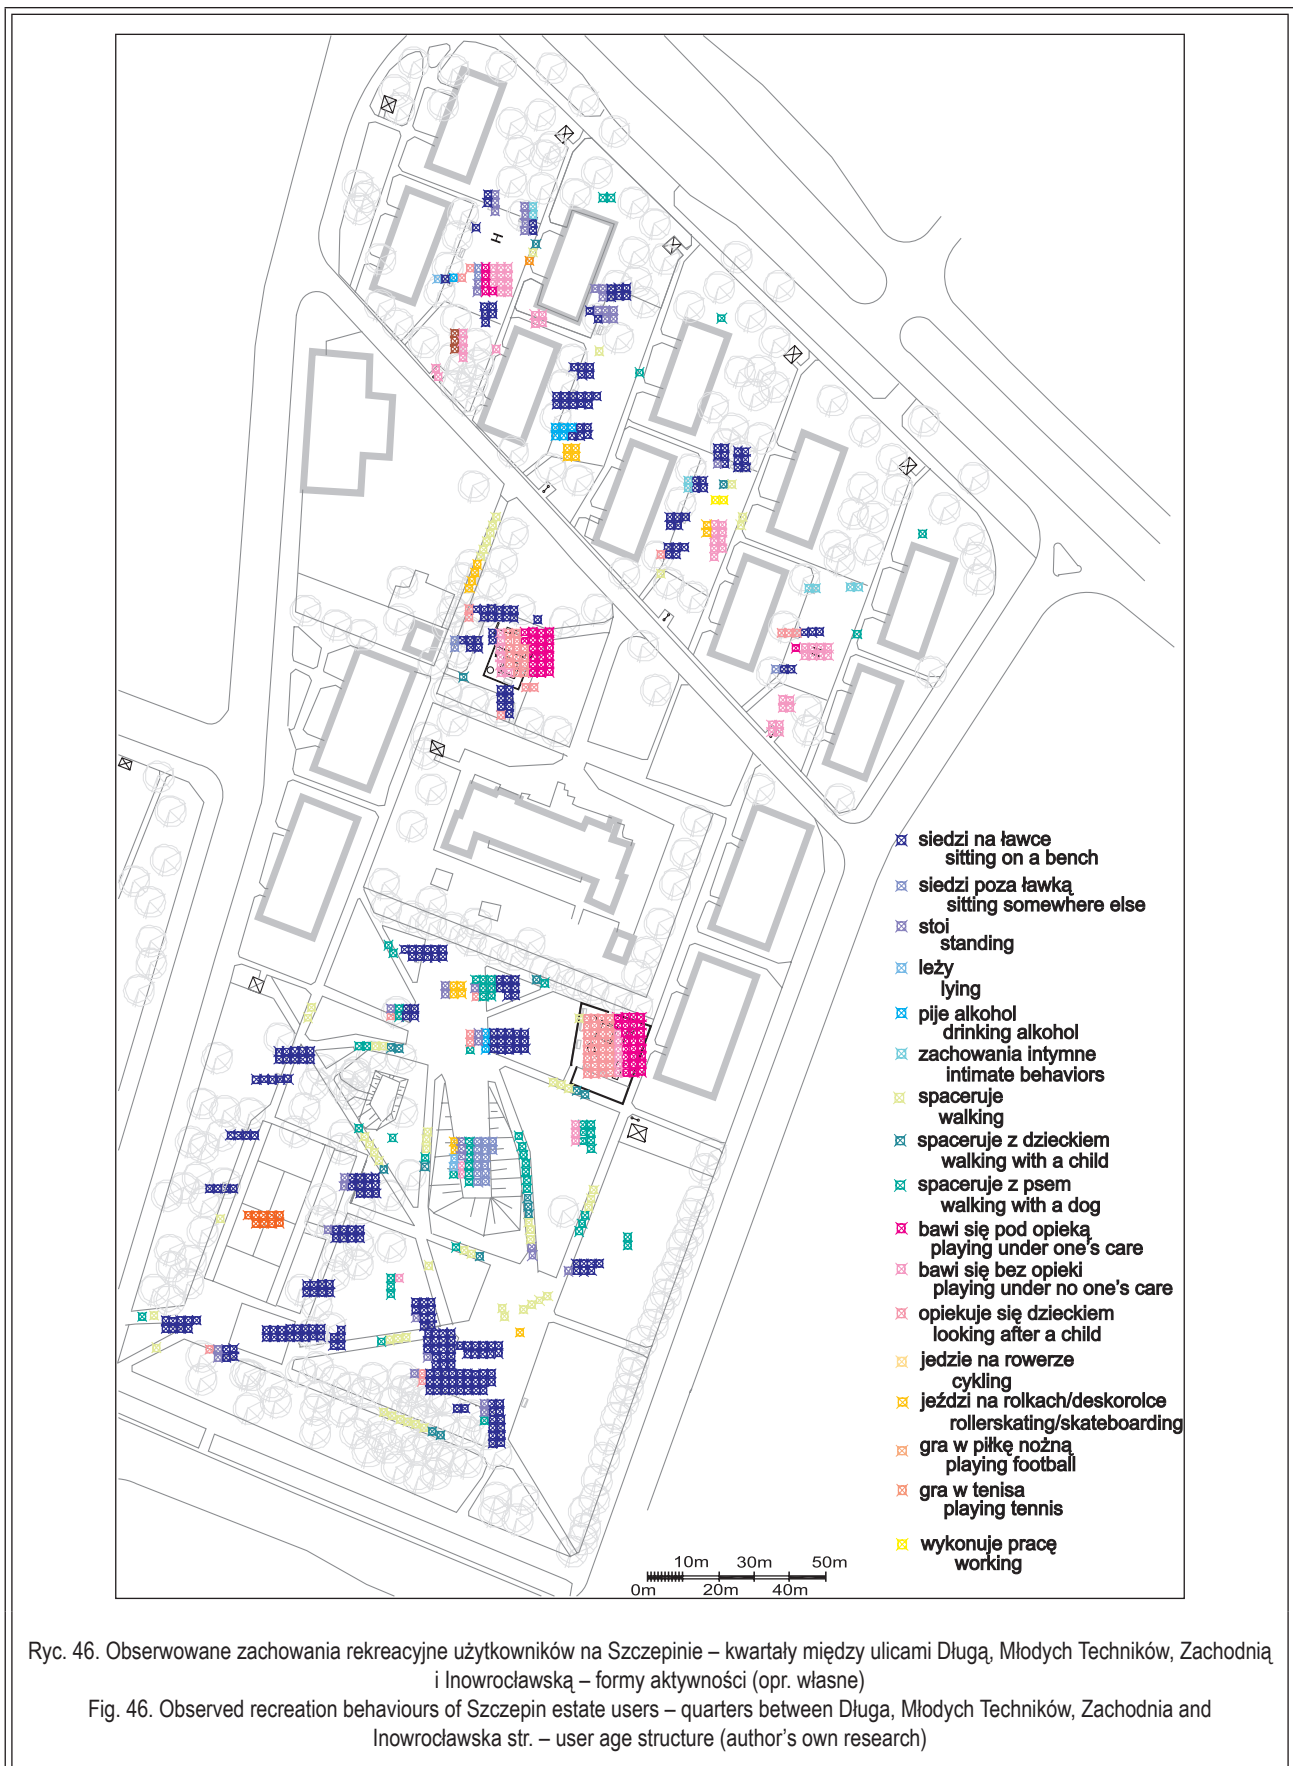 H
siedzi na ławce
sitting on a bench
siedzi poza ławką
sitting somewhere else
stoi
standing
leży
lying
pije alkohol
drinking alkohol
zachowania intymne
intimate behaviors
spaceruje
walking
spaceruje z dzieckiem
walking with a child
spaceruje z psem
walking with a dog
bawi się pod opieką
playing under one's care
bawi się bez opieki
playing under no one's care
opiekuje się dzieckiem
looking after a child
jedzie na rowerze
cykling
jeździ na rolkach/deskorolce
rollerskating/skateboarding
gra w piłkę nożną
playing football
gra w tenisa
playing tennis
wykonuje pracę
working
10m 30m 50m
0m 20m 40m
Ryc. 46. Obserwowane zachowania rekreacyjne użytkowników na Szczepinie – kwartały między ulicami Długą, Młodych Techników, Zachodnią
i Inowrocławską – formy aktywności (opr. własne)
Fig. 46. Observed recreation behaviours of Szczepin estate users – quarters between Długa, Młodych Techników, Zachodnia and
Inowrocławska str. – user age structure (author's own research)